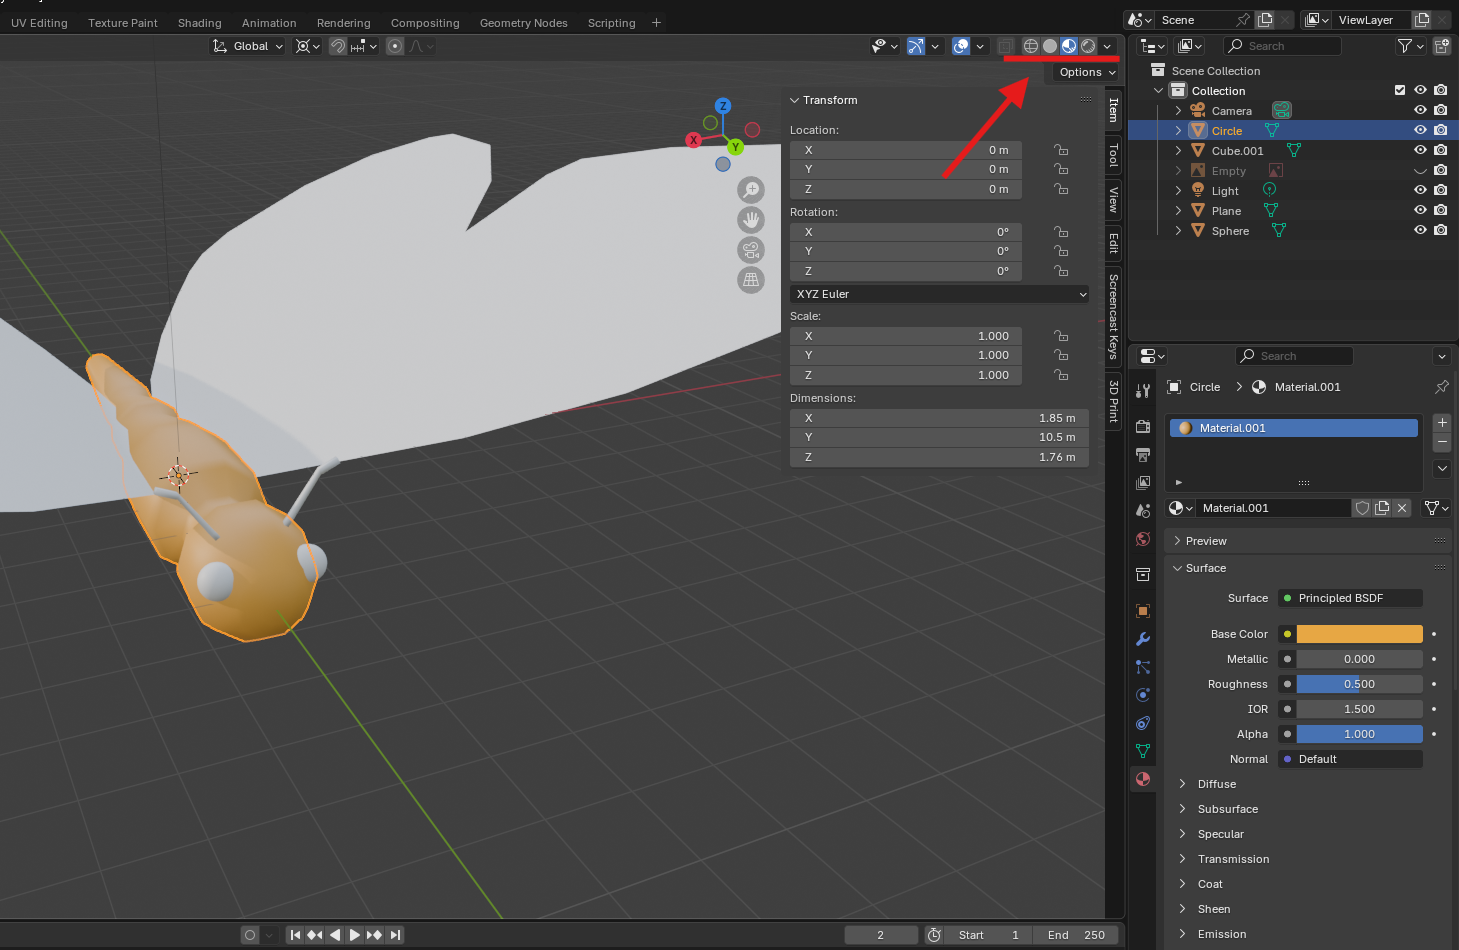 UV Editing Texture Paint Shading Animation Rendering Compositing Geometry Nodes Scripting +
Scene ViewLayer
Global
Search
Options
Scene Collection
Collection
Camera
Circle
Cube.001
Empty
Light
Plane
Sphere
Z
X
Y
Transform
Location:
X 0 m
Y 0 m
Z 0 m
Rotation:
X 0°
Y 0°
Z 0°
XYZ Euler
Scale:
X 1.000
Y 1.000
Z 1.000
Dimensions:
X 1.85 m
Y 10.5 m
Z 1.76 m
Item
Tool
View
Edit
Screencast Keys
3D Print
Search
Circle Material.001
Material.001
Material.001
Preview
Surface
Surface Principled BSDF
Base Color
Metallic 0.000
Roughness 0.500
IOR 1.500
Alpha 1.000
Normal Default
Diffuse
Subsurface
Specular
Transmission
Coat
Sheen
Emission
2 Start 1 End 250